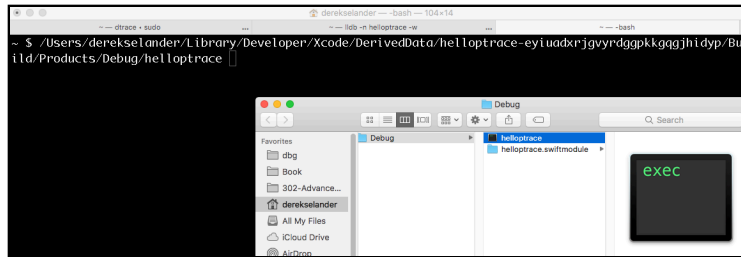 derekselander — -bash — 104×14
~ — dtrace • sudo ... ~ — lldb -n helloptrace -w ... ~ — -bash
~ $ /Users/derekselander/Library/Developer/Xcode/DerivedData/helloptrace-eyiuadxrjgvyrdggpkkgqgjhidyp/Bu
ild/Products/Debug/helloptrace
Debug
Search
Favorites
dbg
Book
302-Advance...
derekselander
All My Files
iCloud Drive
AirDrop
Debug
helloptrace
helloptrace.swiftmodule
exec